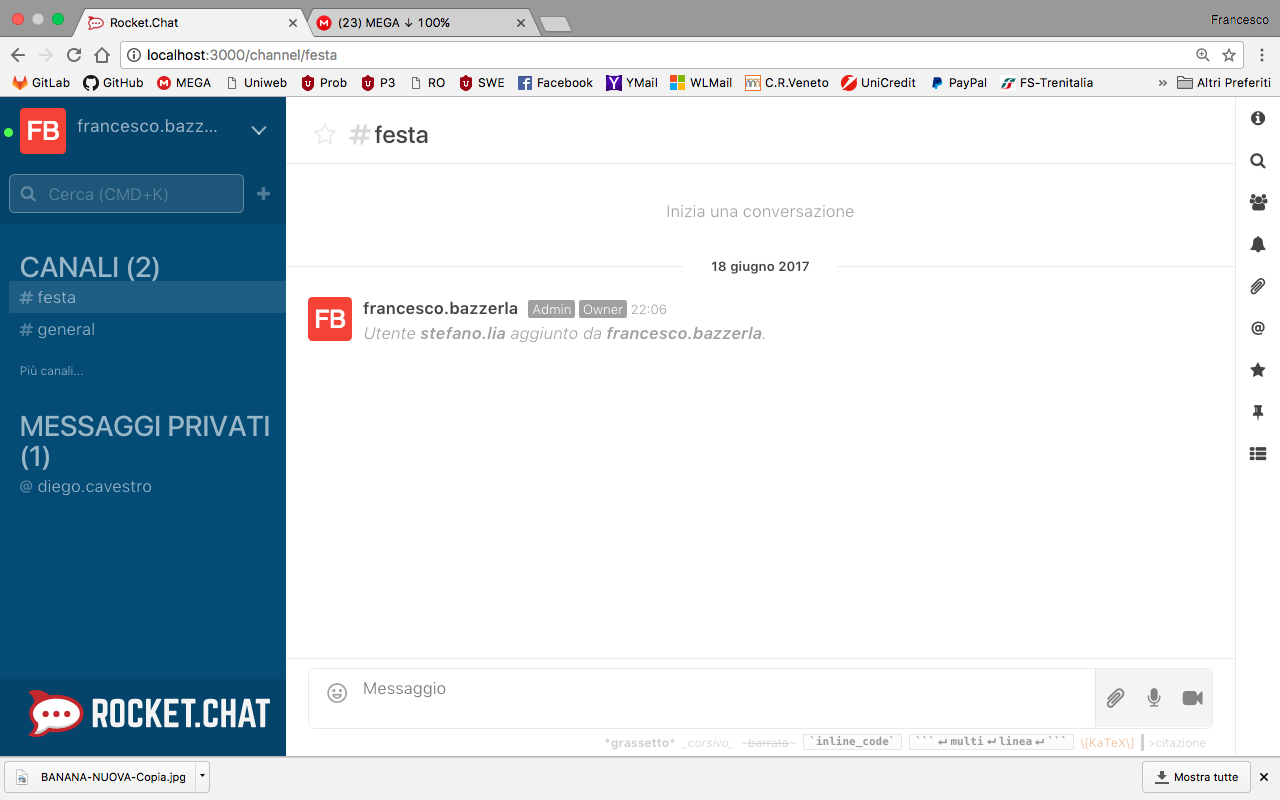 Rocket.Chat
(23) MEGA ↓ 100%
Francesco
localhost:3000/channel/festa
GitLab GitHub MEGA Uniweb Prob P3 RO SWE Facebook YMail WLMail C.R.Veneto UniCredit PayPal FS-Trenitalia » Altri Preferiti
FB francesco.bazz...
Cerca (CMD+K)
CANALI (2)
# festa
# general
Più canali...
MESSAGGI PRIVATI
(1)
@ diego.cavestro
ROCKET.CHAT
#festa
Inizia una conversazione
18 giugno 2017
FB
francesco.bazzerla Admin Owner 22:06
Utente stefano.lia aggiunto da francesco.bazzerla.
Messaggio
*grassetto* _corsivo_ ~barrato~ `inline_code` ```↵multi↵linea↵``` \[KaTeX\] >citazione
BANANA-NUOVA-Copia.jpg
Mostra tutte